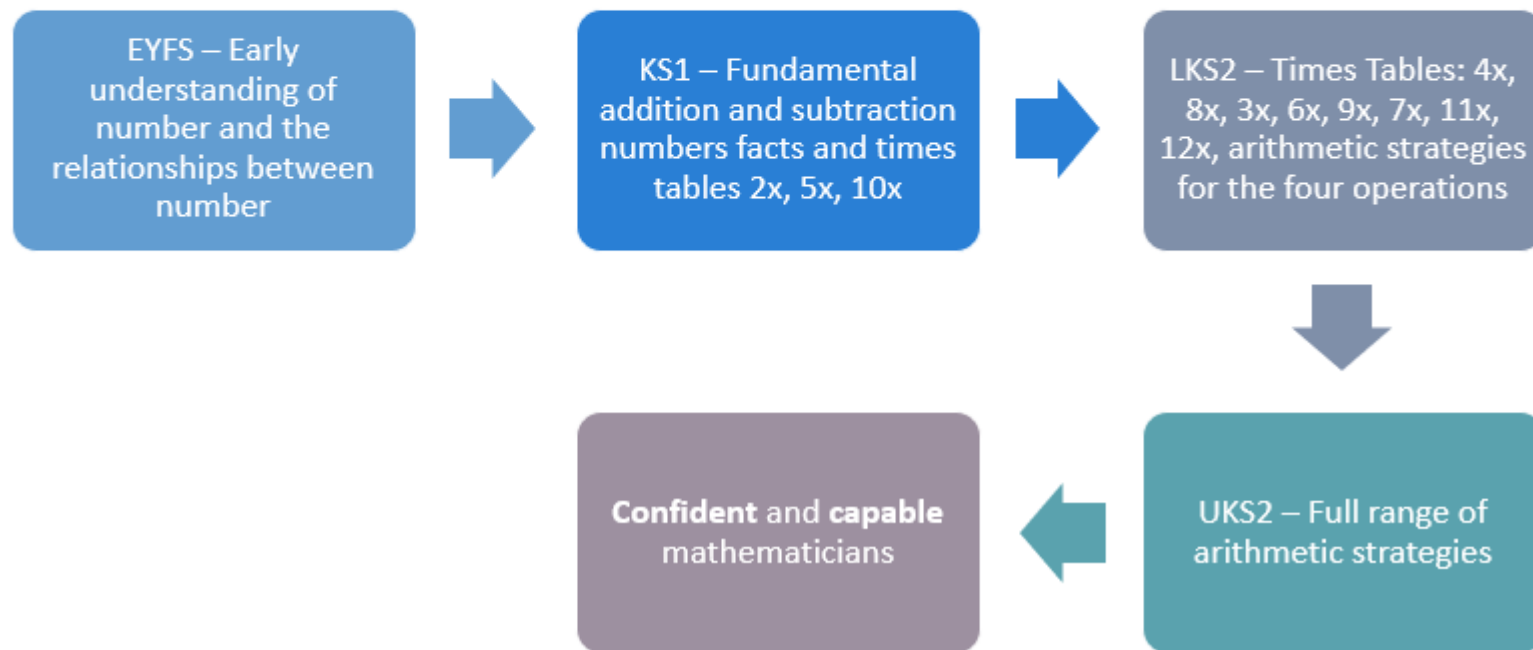 EYFS – Early
understanding of
number and the
relationships between
number
KS1 – Fundamental
addition and subtraction
numbers facts and times
tables 2x, 5x, 10x
LKS2 – Times Tables: 4x,
8x, 3x, 6x, 9x, 7x, 11x,
12x, arithmetic strategies
for the four operations
UKS2 – Full range of
arithmetic strategies
Confident and capable
mathematicians